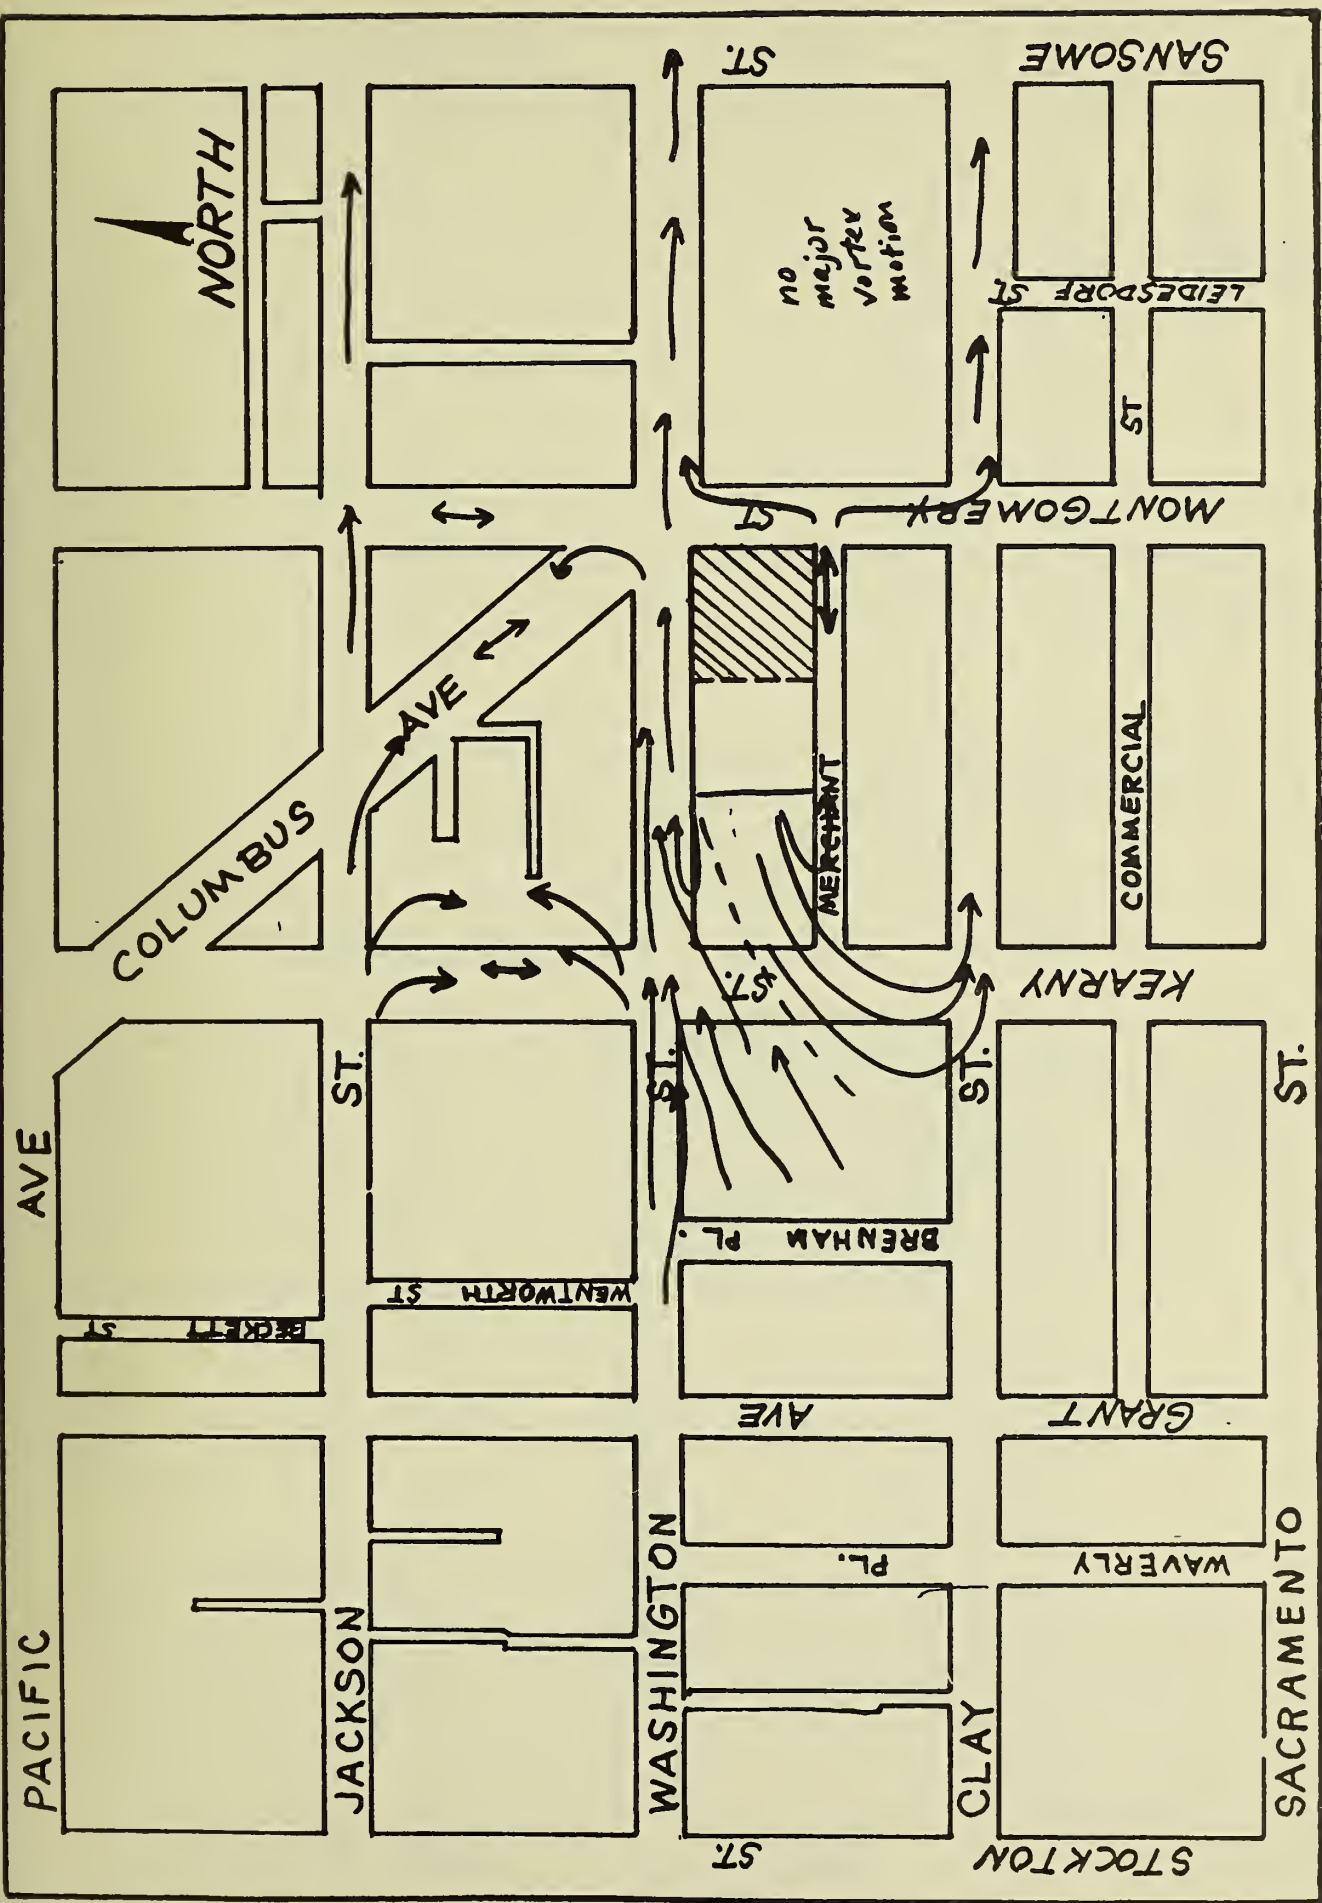 SANSOME ST.
NORTH
no
major
vortex
motion
LEIDESDORF ST
ST
MONTGOMERY ST
AVE
COLUMBUS
MERCHANT
COMMERCIAL
KEARNY ST.
ST.
ST.
ST.
ST.
AVE
BRENHAM PL.
WENTWORTH ST
BECKETT ST
GRANT AVE
WAVERLY PL.
PACIFIC
JACKSON
WASHINGTON
CLAY
SACRAMENTO
STOCKTON ST.